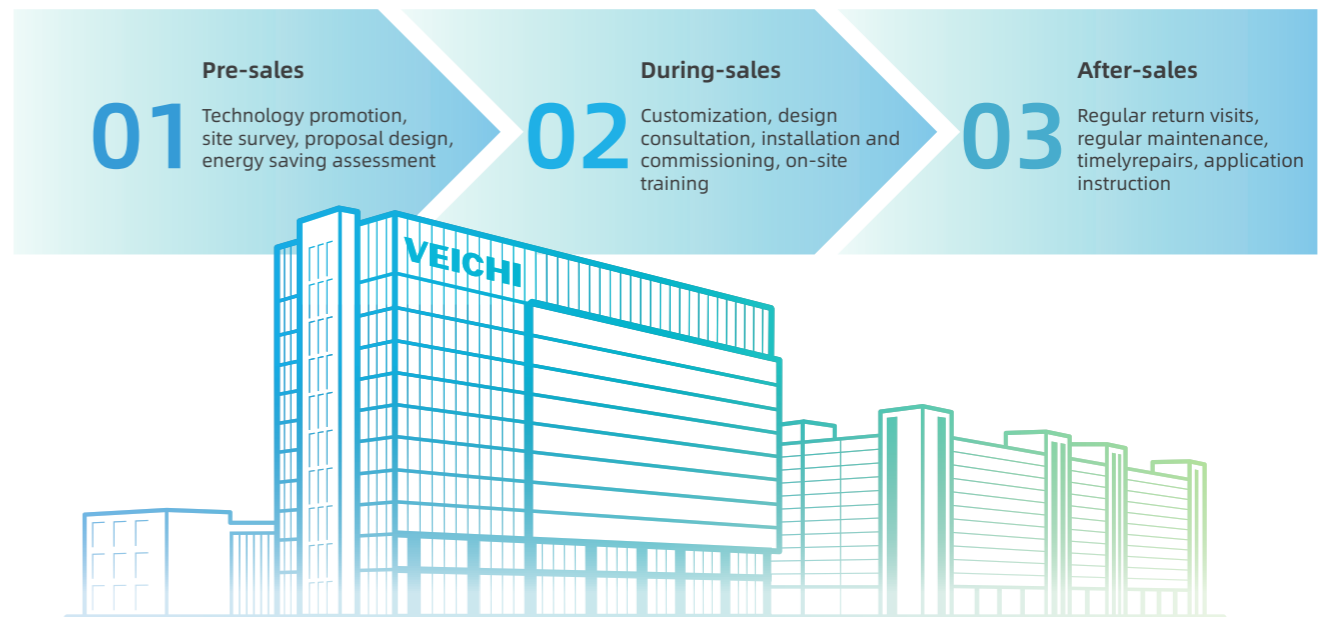 Pre-sales
01
Technology promotion,
site survey, proposal design,
energy saving assessment
During-sales
02
Customization, design
consultation, installation and
commissioning, on-site
training
After-sales
03
Regular return visits,
regular maintenance,
timelyrepairs, application
instruction
VEICHI